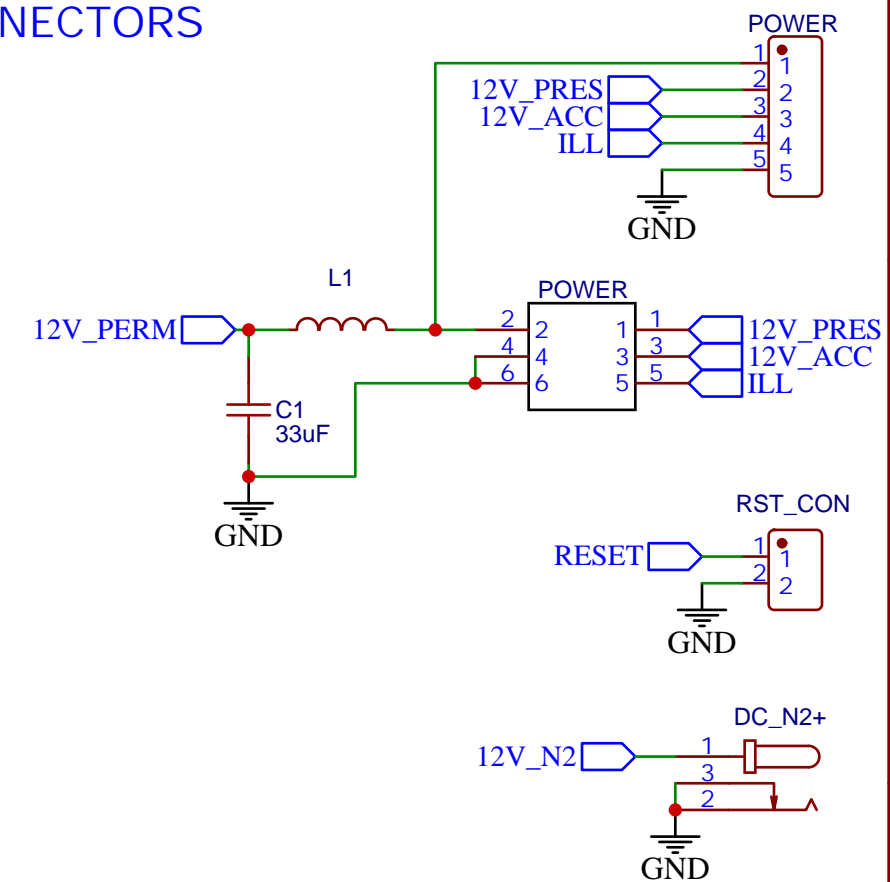 NECTORS
POWER
1 1
12V_PRES 2 2
12V_ACC 3 3
ILL 4 4
5 5
GND
L1
POWER
12V_PERM 2 2 1 1 12V_PRES
4 4 3 3 12V_ACC
6 6 5 5 ILL
C1
33uF
GND
RST_CON
RESET 1 1
2 2
GND
DC_N2+
12V_N2 1
3
2
GND